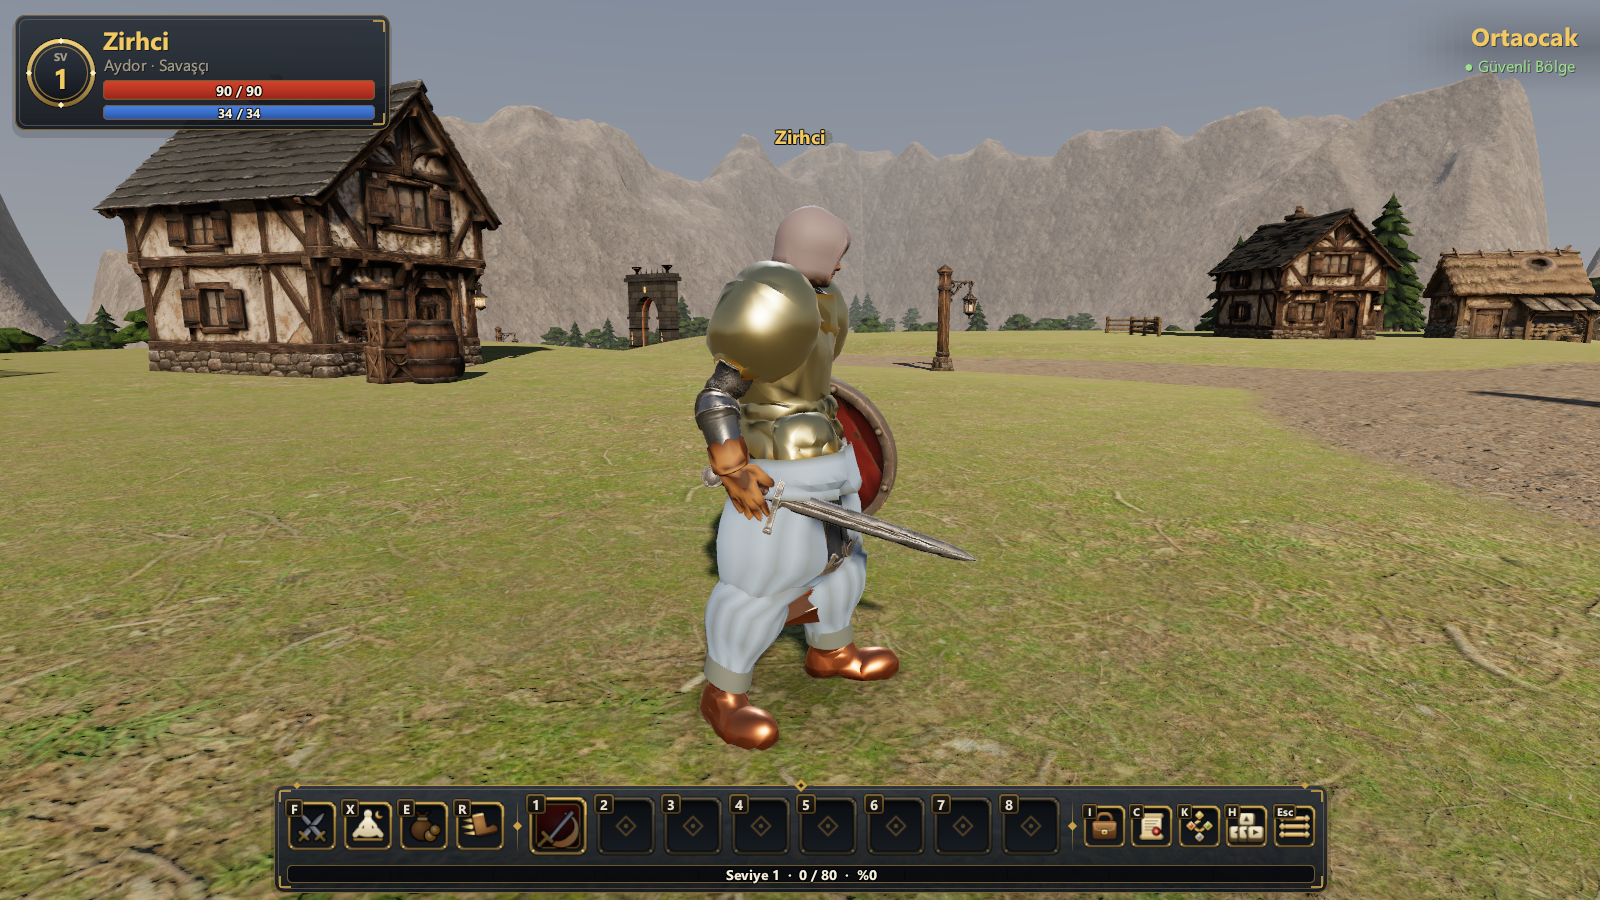 SV
1
Zirhci
Aydor · Savaşçı
90 / 90
34 / 34
Ortaocak
Güvenli Bölge
Zirhci
F X E R 1 2 3 4 5 6 7 8 I C K H Esc
Seviye 1 · 0 / 80 · %0